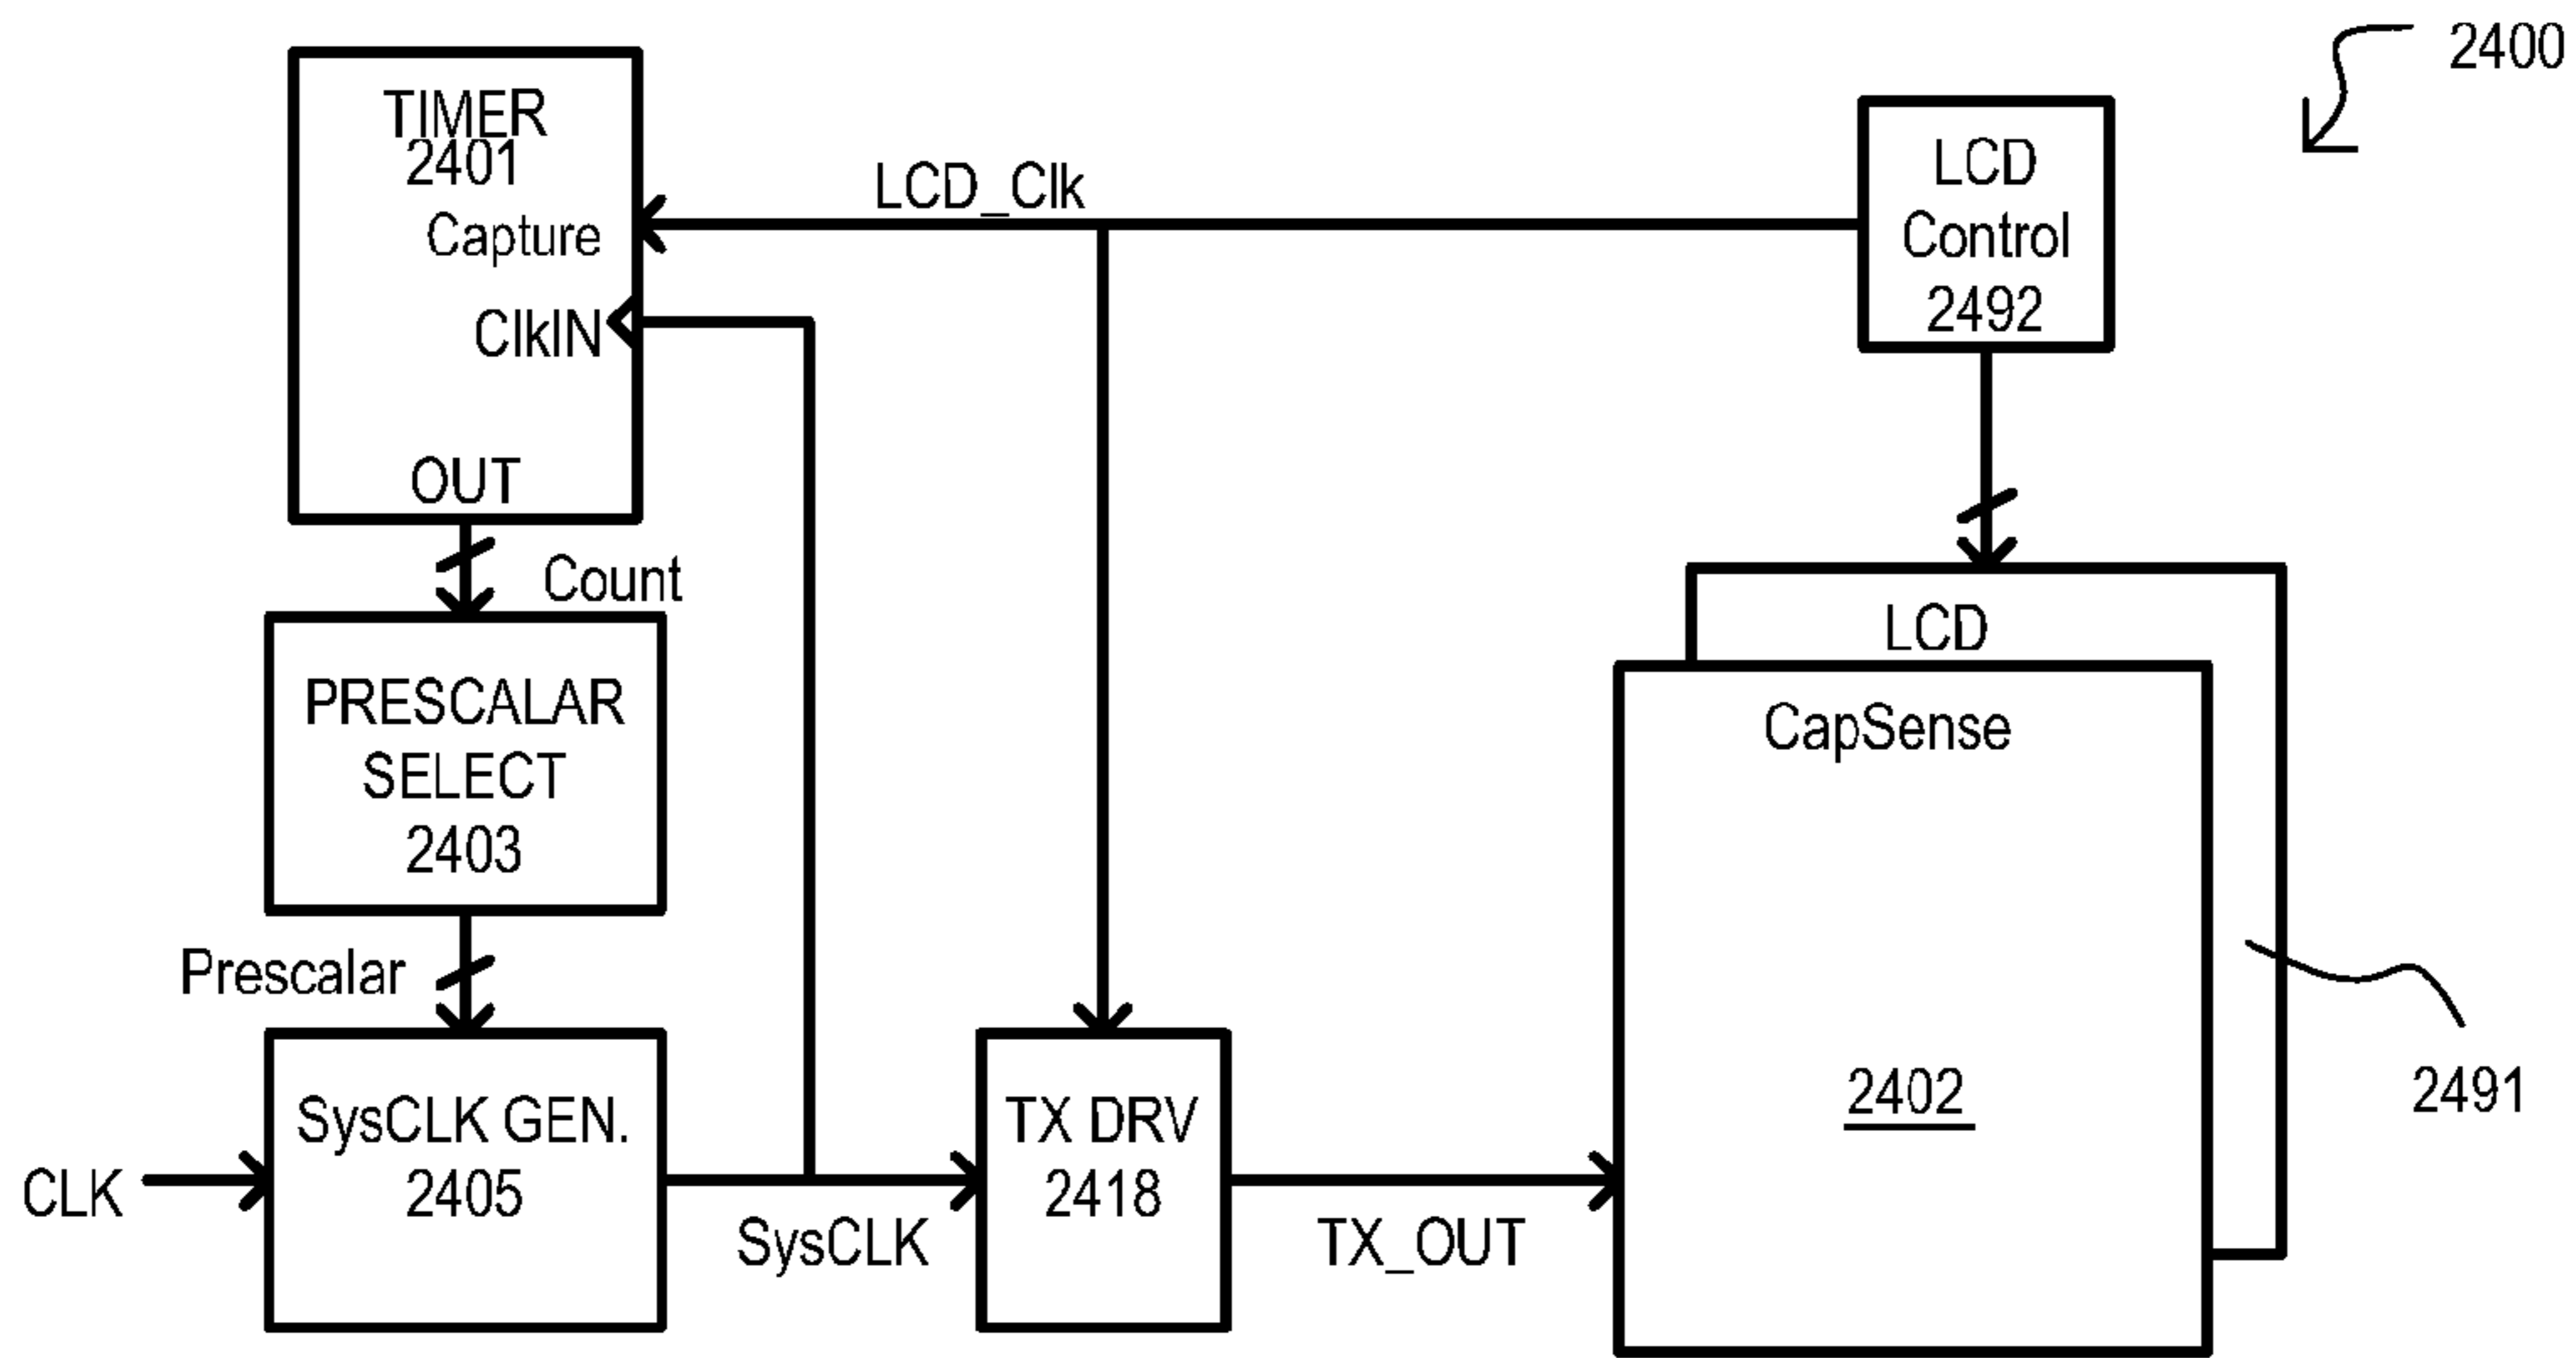 2400
TIMER
2401
Capture
ClkIN
OUT
LCD_Clk
LCD
Control
2492
Count
PRESCALAR
SELECT
2403
Prescalar
SysCLK GEN.
2405
CLK
SysCLK
TX DRV
2418
TX_OUT
LCD
CapSense
2402
2491